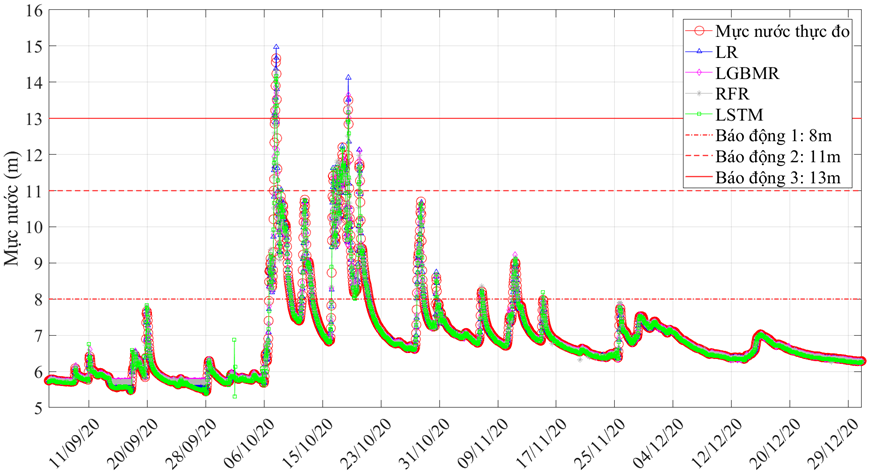 16
15
14
13
12
11
10
9
8
7
6
5
Mực nước (m)
Mực nước thực đo
LR
LGBMR
RFR
LSTM
Báo động 1: 8m
Báo động 2: 11m
Báo động 3: 13m
11/09/20
20/09/20
28/09/20
06/10/20
15/10/20
23/10/20
31/10/20
09/11/20
17/11/20
25/11/20
04/12/20
12/12/20
20/12/20
29/12/20